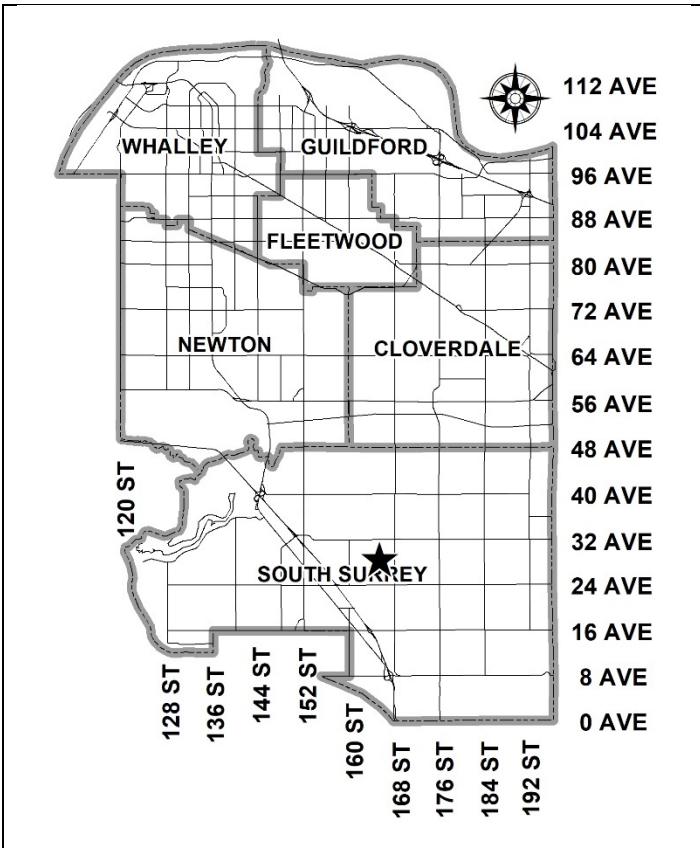 112 AVE
104 AVE
WHALLEY
GUILDFORD
96 AVE
88 AVE
FLEETWOOD
80 AVE
72 AVE
NEWTON
CLOVERDALE
64 AVE
56 AVE
48 AVE
120 ST
40 AVE
32 AVE
SOUTH SURREY
24 AVE
16 AVE
128 ST
136 ST
144 ST
152 ST
8 AVE
160 ST
0 AVE
168 ST
176 ST
184 ST
192 ST